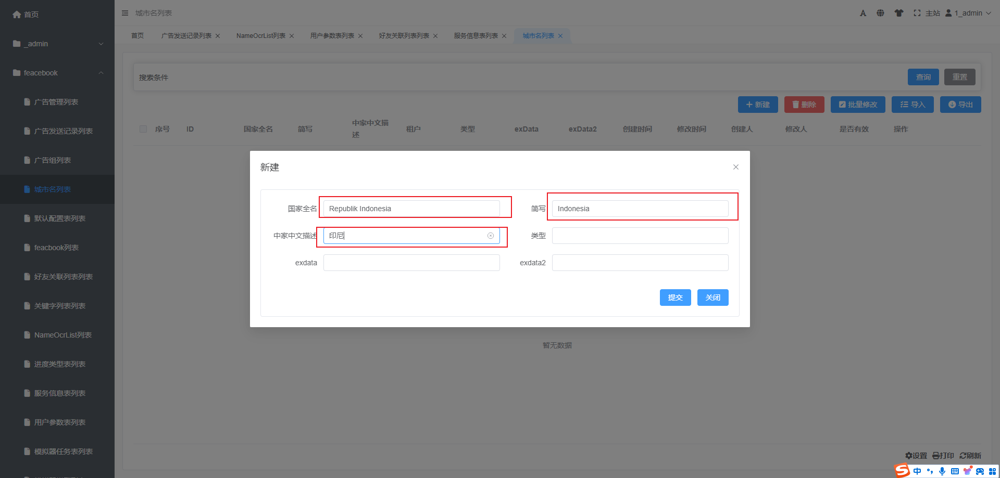 首页
_admin
feacebook
广告管理列表
广告发送记录列表
广告组列表
城市名列表
默认配置表列表
feacbook列表
好友关联列表列表
关键字列表列表
NameOcrList列表
进度类型表列表
服务信息表列表
用户参数表列表
模拟器任务表列表
城市名列表
A 主站 1_admin
首页 广告发送记录列表 NameOcrList列表 用户参数表列表 好友关联列表列表 服务信息表列表 城市名列表
搜索条件 查询 重置
新建 删除 批量修改 导入 导出
序号 ID 国家全名 简写 中家中文描述 租户 类型 exData exData2 创建时间 修改时间 创建人 修改人 是否有效 操作
新建
国家全名 Republik Indonesia 简写 Indonesia
中家中文描述 印尼 类型
exdata exdata2
提交 关闭
暂无数据
设置 打印 刷新
S 中